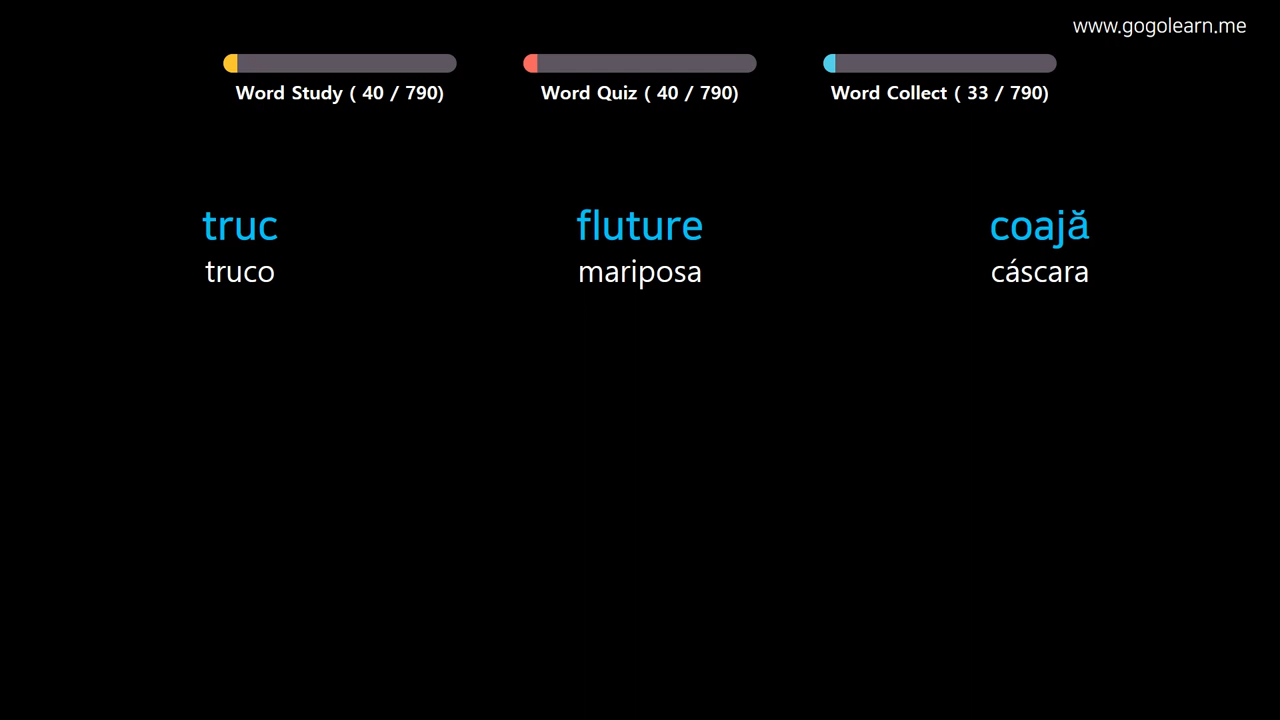 www.gogolearn.me
Word Study ( 40 / 790)
Word Quiz ( 40 / 790)
Word Collect ( 33 / 790)
truc
truco
fluture
mariposa
coajă
cáscara